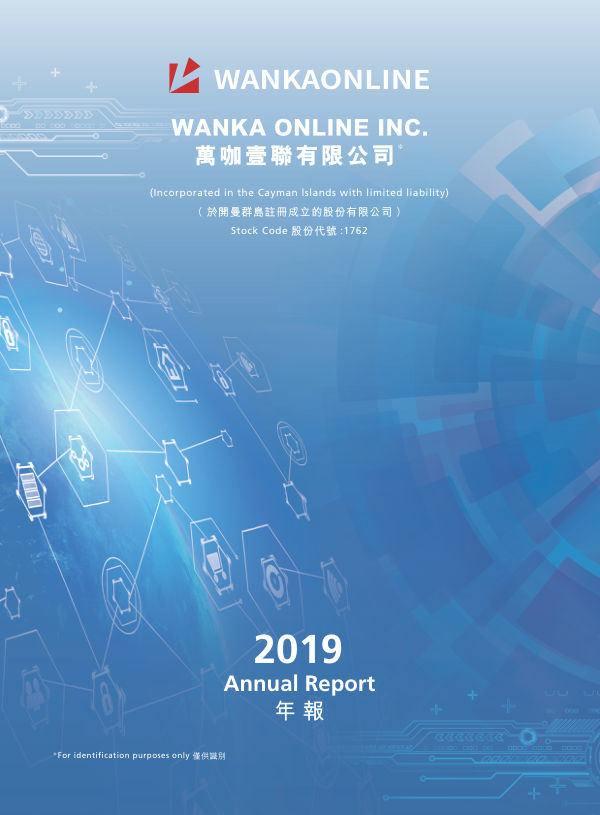 WANKAONLINE
WANKA ONLINE INC.
萬咖壹聯有限公司*
(Incorporated in the Cayman Islands with limited liability)
（於開曼群島註冊成立的股份有限公司）
Stock Code 股份代號 :1762
2019
Annual Report
年報
*For identification purposes only 僅供識別